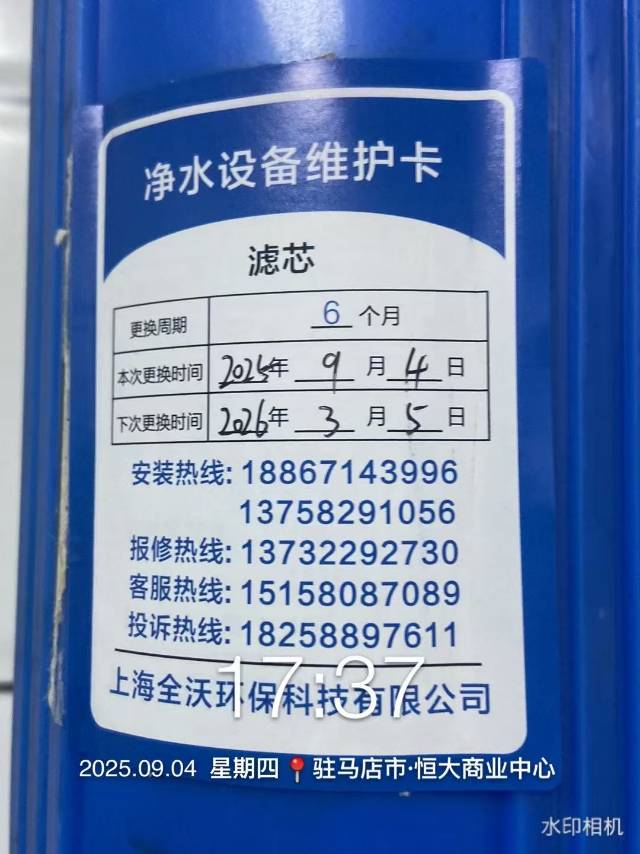 净水设备维护卡
滤芯
更换周期 6 个月
本次更换时间 2025年 9 月 4 日
下次更换时间 2026年 3 月 5 日
安装热线: 18867143996
13758291056
报修热线: 13732292730
客服热线: 15158087089
投诉热线: 18258897611
17:37
上海全沃环保科技有限公司
2025.09.04 星期四 驻马店市·恒大商业中心
水印相机